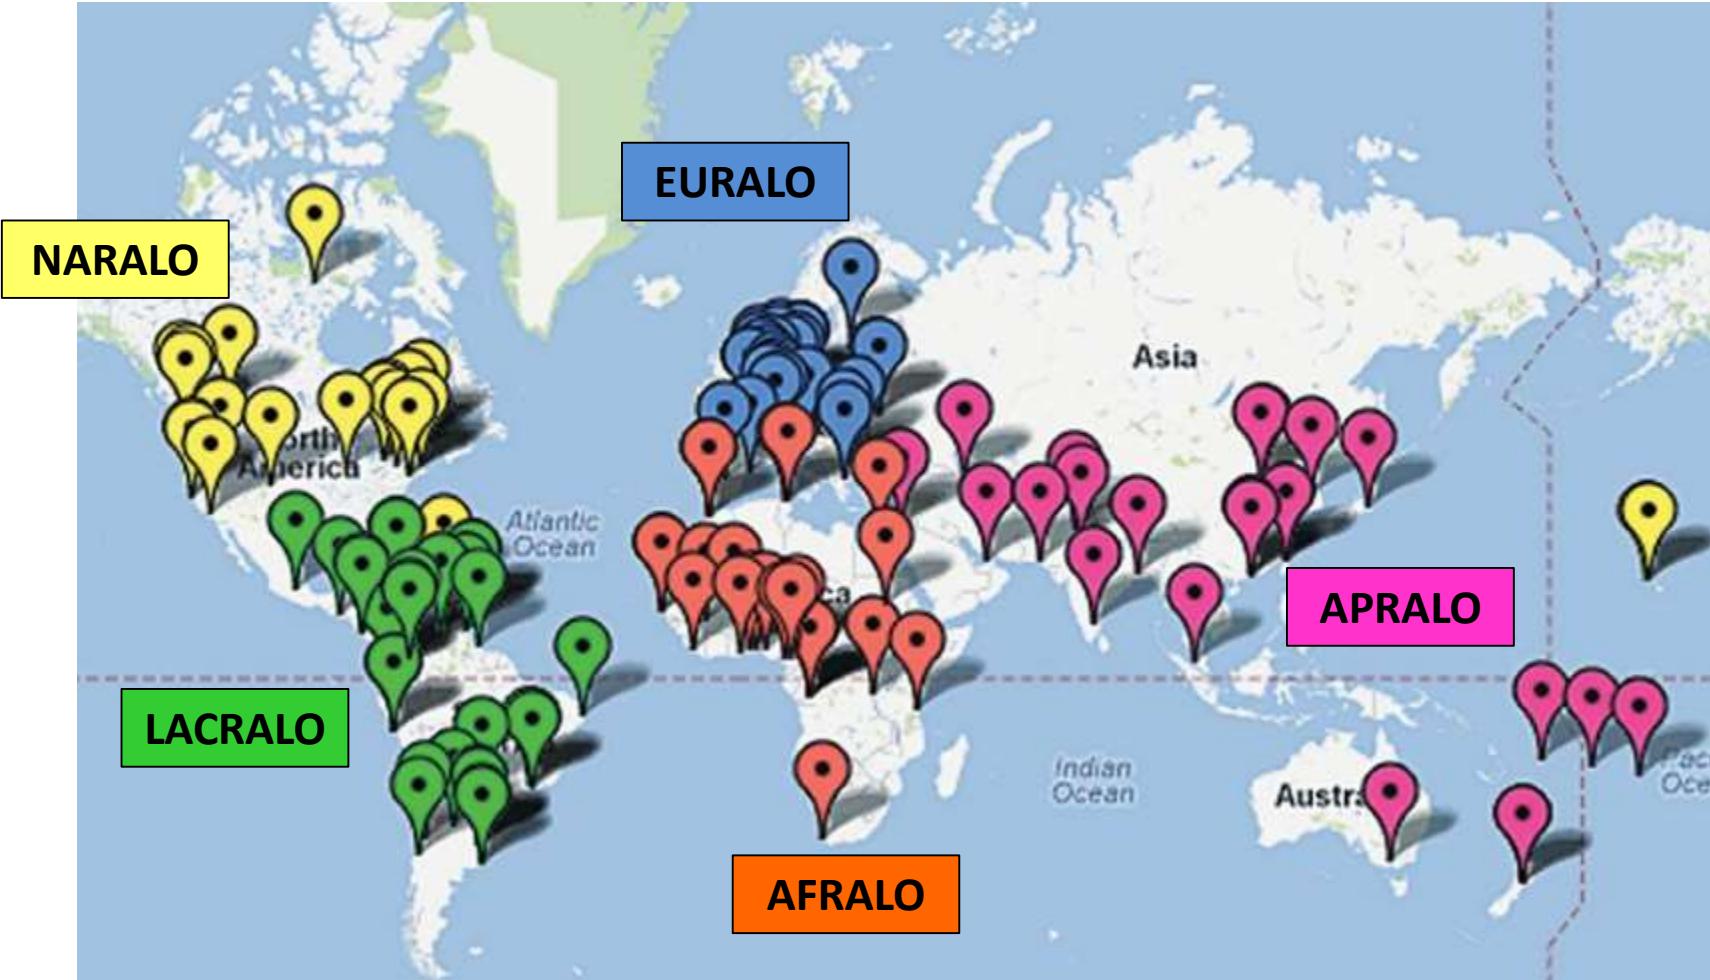 EURALO
NARALO
Asia
Atlantic
Ocean
APRALO
LACRALO
Indian
Ocean
AFRALO